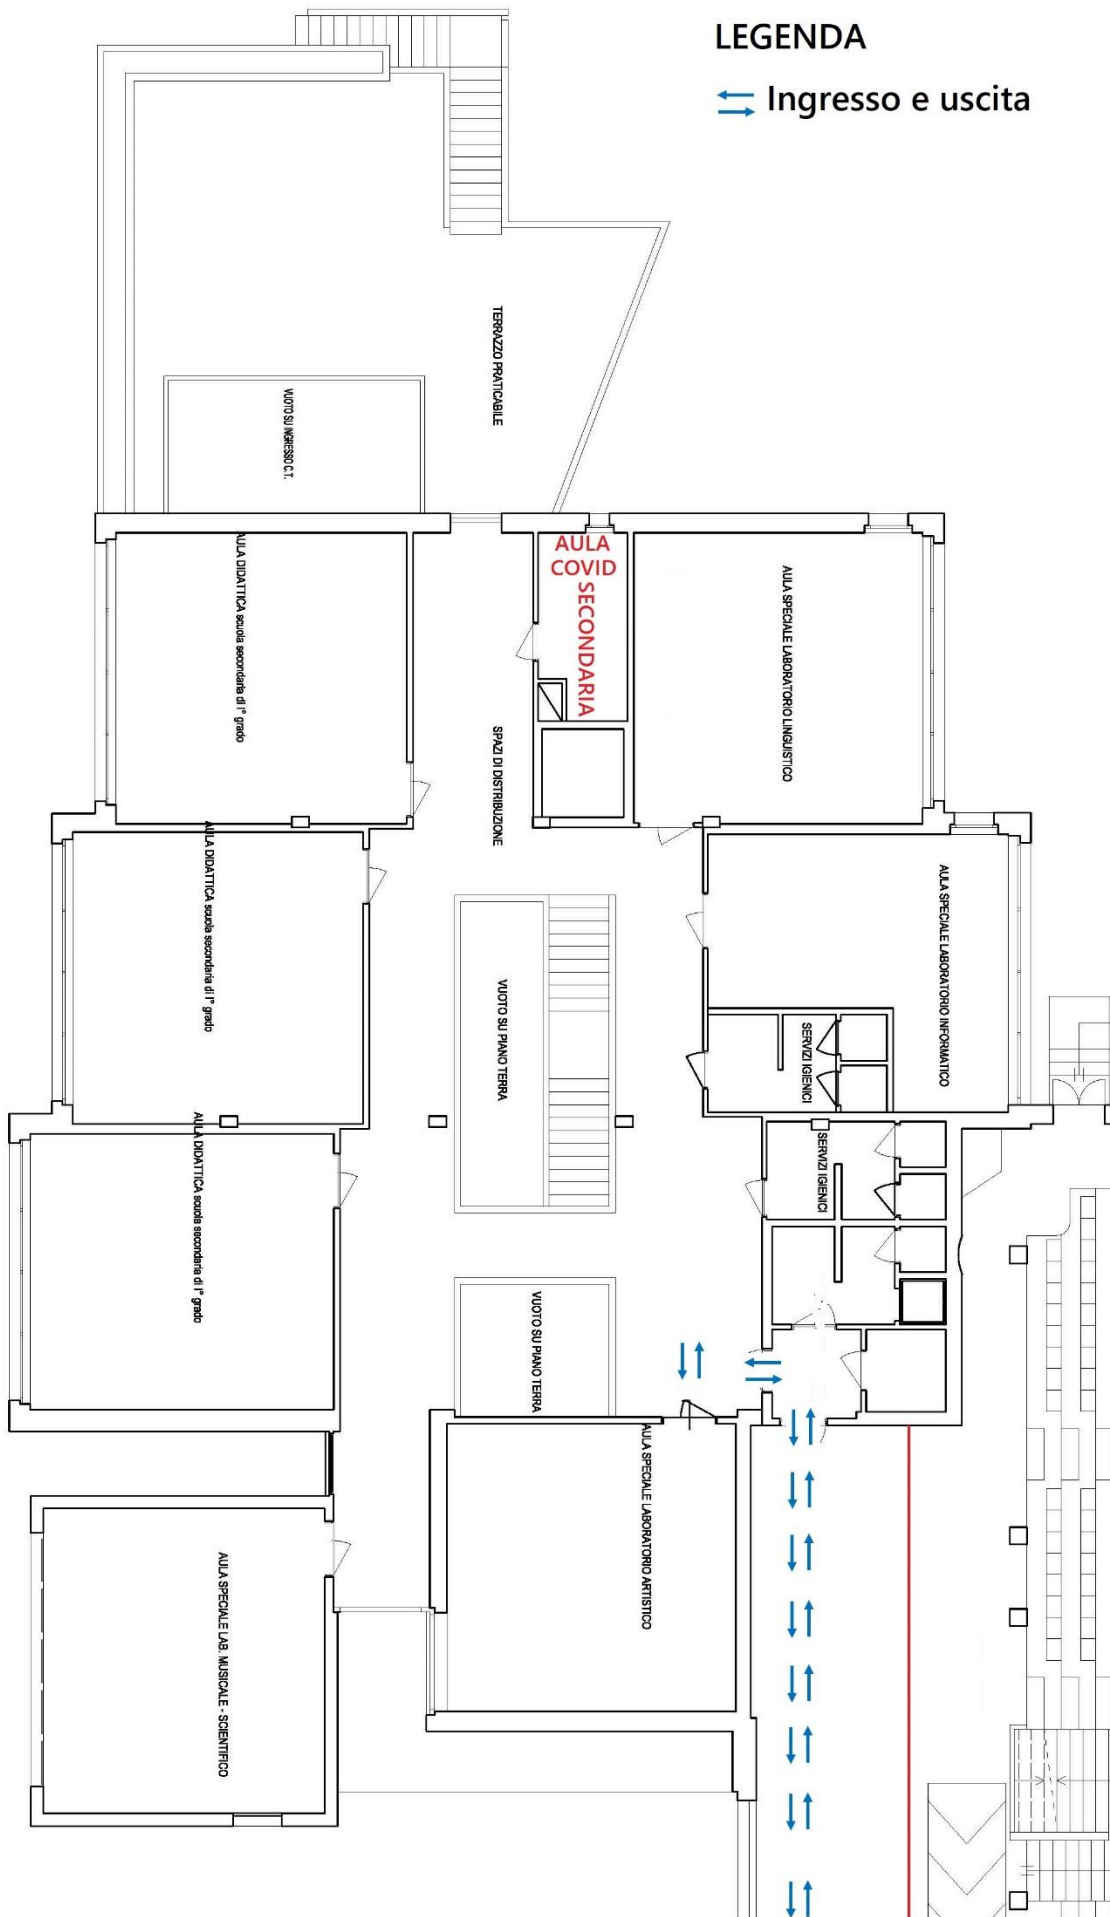 LEGENDA
Ingresso e uscita
TERRAZZO PRATICABILE
VUOTO SU INGRESSO C.T.
AULA DIDATTICA scuola secondaria di I° grado
AULA
COVID
SECONDARIA
AULA SPECIALE LABORATORIO LINGUISTICO
SPAZI DI DISTRIBUZIONE
AULA DIDATTICA scuola secondaria di I° grado
AULA SPECIALE LABORATORIO INFORMATICO
VUOTO SU PIANO TERRA
SERVIZI IGIENICI
AULA DIDATTICA scuola secondaria di I° grado
SERVIZI IGIENICI
VUOTO SU PIANO TERRA
AULA SPECIALE LABORATORIO ARTISTICO
AULA SPECIALE LAB. MUSICALE - SCIENTIFICO